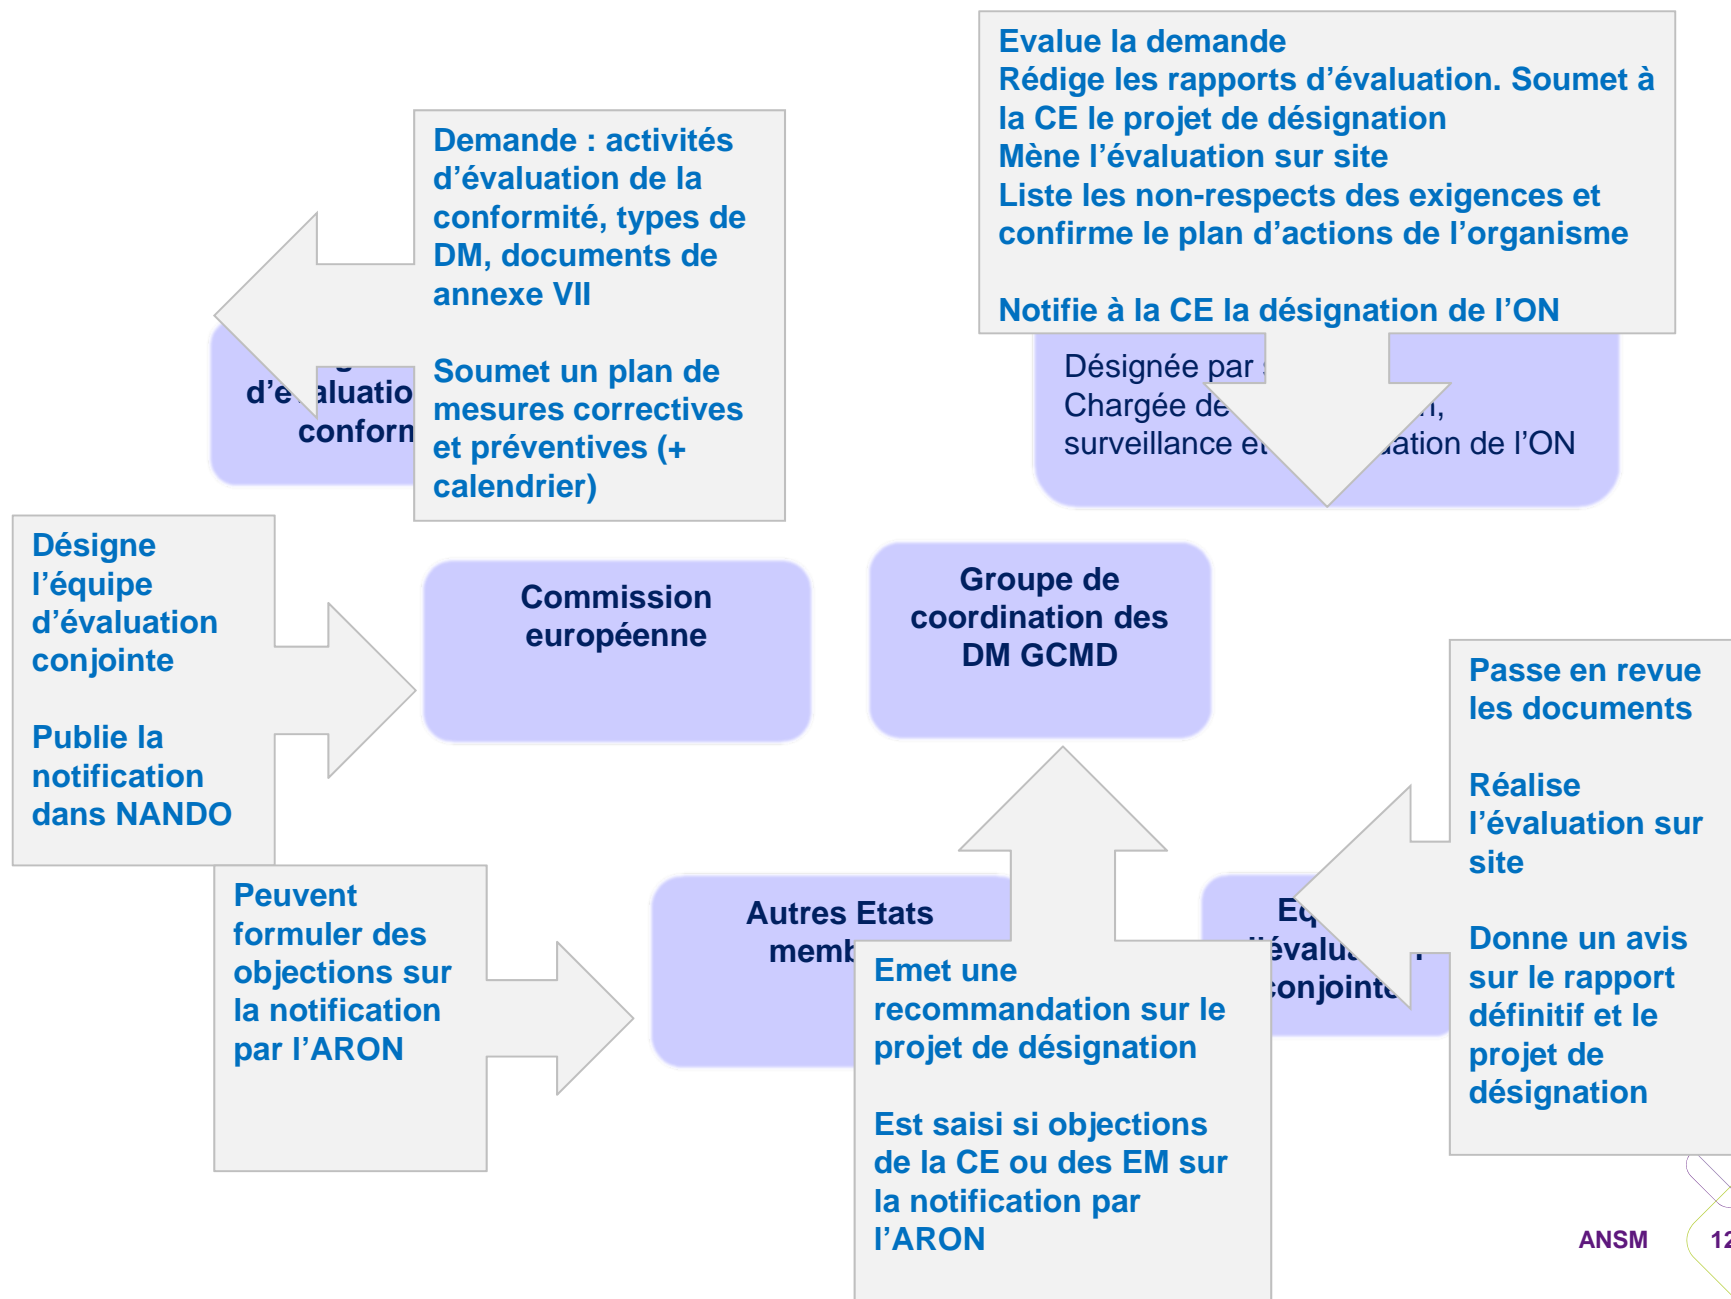 Evalue la demande
Rédige les rapports d’évaluation. Soumet à
la CE le projet de désignation
Mène l’évaluation sur site
Liste les non-respects des exigences et
confirme le plan d’actions de l’organisme
Notifie à la CE la désignation de l’ON
Désignée par
Chargée de
surveillance et
de l’ON
Demande : activités
d’évaluation de la
conformité, types de
DM, documents de
annexe VII
Soumet un plan de
mesures correctives
et préventives (+
calendrier)
Désigne
l’équipe
d’évaluation
conjointe
Publie la
notification
dans NANDO
Commission
européenne
Groupe de
coordination des
DM GCMD
Passe en revue
les documents
Réalise
l’évaluation sur
site
Donne un avis
sur le rapport
définitif et le
projet de
désignation
Peuvent
formuler des
objections sur
la notification
par l’ARON
Autres Etats
conjointe
Emet une
recommandation sur le
projet de désignation
Est saisi si objections
de la CE ou des EM sur
la notification par
l’ARON
ANSM
12